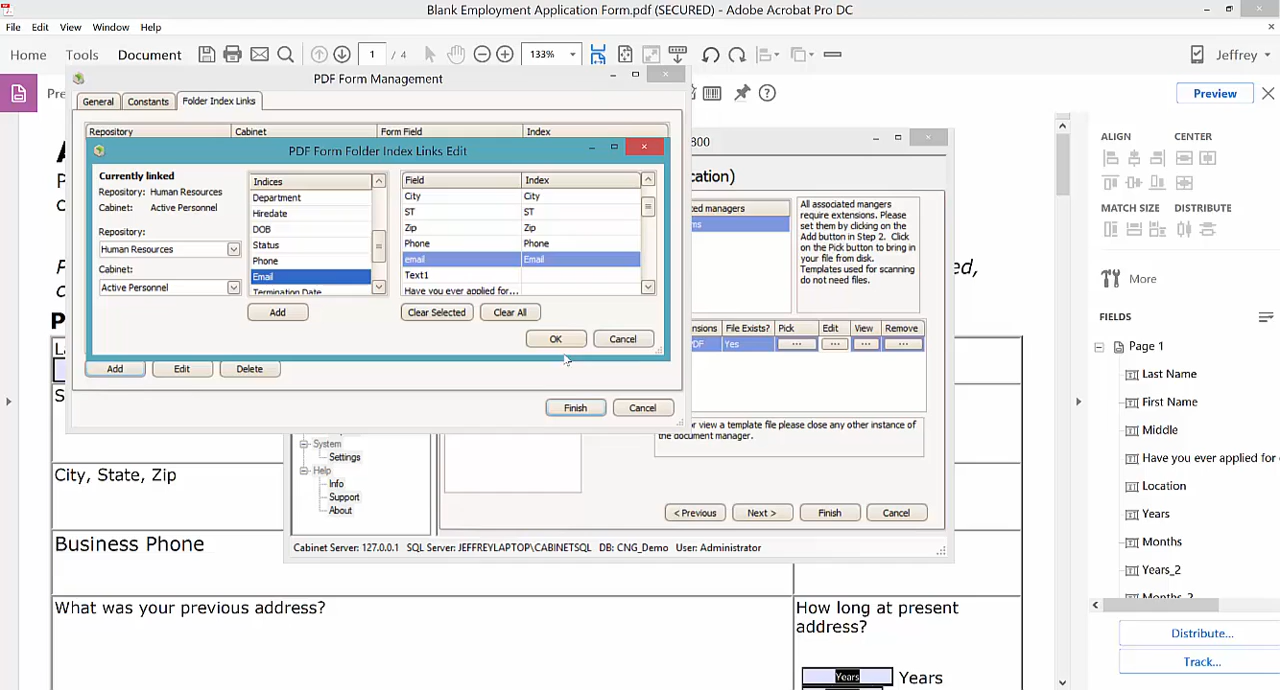 Blank Employment Application Form.pdf (SECURED) - Adobe Acrobat Pro DC
File Edit View Window Help
Home Tools Document 1 / 4 133% Jeffrey
PDF Form Management
Preview
General Constants Folder Index Links
Repository Cabinet Form Field Index
PDF Form Folder Index Links Edit
Currently linked
Repository: Human Resources
Cabinet: Active Personnel
Repository:
Human Resources
Cabinet:
Active Personnel
Indices
Department
Hiredate
DOB
Status
Phone
Email
Termination Date
Add
Field Index
City City
ST ST
Zip Zip
Phone Phone
email Email
Text1
Have you ever applied for...
Clear Selected Clear All
OK Cancel
Add Edit Delete
Finish Cancel
All associated mangers
require extensions. Please
set them by clicking on the
Add button in Step 2. Click
on the Pick button to bring in
your file from disk.
Templates used for scanning
do not need files.
File Exists? Pick Edit View Remove
PDF Yes ... ... ... ...
or view a template file please close any other instance of
the document manager.
System
Settings
Help
Info
Support
About
< Previous Next > Finish Cancel
Cabinet Server: 127.0.0.1 SQL Server: JEFFREYLAPTOP\CABINETSQL DB: CNG_Demo User: Administrator
City, State, Zip
Business Phone
What was your previous address?
How long at present
address?
Years Years
ALIGN CENTER
MATCH SIZE DISTRIBUTE
More
FIELDS
Page 1
Last Name
First Name
Middle
Have you ever applied for
Location
Years
Months
Years_2
Months_2
Distribute...
Track...